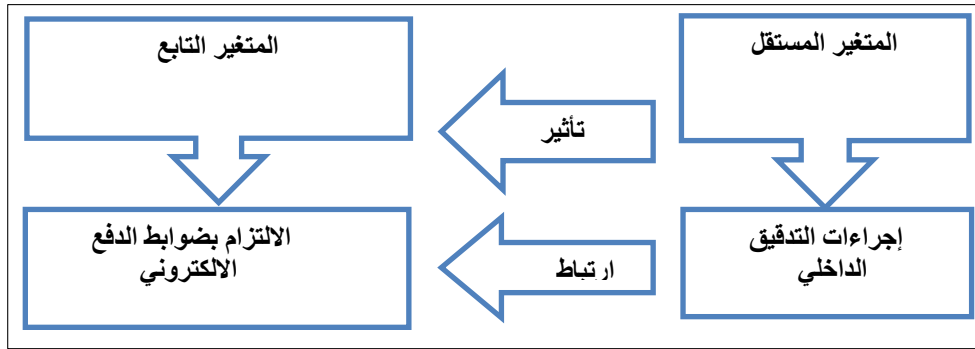 المتغير المستقل
المتغير التابع
تأثير
إجراءات التدقيق
الداخلي
الالتزام بضوابط الدفع
الالكتروني
ارتباط